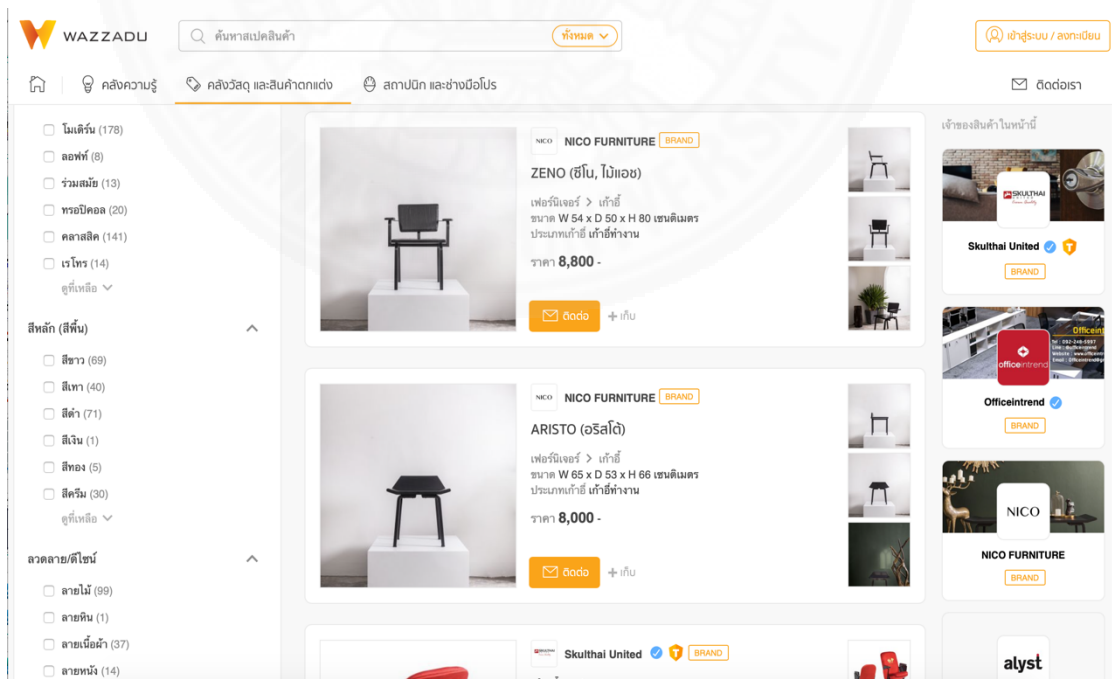 WAZZADU
ค้นหาสเปคสินค้า
ทั้งหมด
เข้าสู่ระบบ / ลงทะเบียน
คลังความรู้
คลังวัสดุ และสินค้าตกแต่ง
สถาปนิก และช่างมือโปร
ติดต่อเรา
โมเดิร์น (178)
ลอฟท์ (8)
ร่วมสมัย (13)
ทรอปิคอล (20)
คลาสสิค (141)
เรโทร (14)
ดูที่เหลือ
สีหลัก (สีพื้น)
สีขาว (69)
สีเทา (40)
สีดำ (71)
สีเงิน (1)
สีทอง (5)
สีครีม (30)
ดูที่เหลือ
ลวดลาย/ดีไซน์
ลายไม้ (99)
ลายหิน (1)
ลายเนื้อผ้า (37)
ลายหนัง (14)
NICO
NICO FURNITURE
BRAND
ZENO (ซีโน, ไม้แอช)
เฟอร์นิเจอร์ > เก้าอี้
ขนาด W 54 x D 50 x H 80 เซนติเมตร
ประเภทเก้าอี้ เก้าอี้ทำงาน
ราคา 8,800 -
ติดต่อ
+ เก็บ
NICO
NICO FURNITURE
BRAND
ARISTO (อริสโต้)
เฟอร์นิเจอร์ > เก้าอี้
ขนาด W 65 x D 53 x H 66 เซนติเมตร
ประเภทเก้าอี้ เก้าอี้ทำงาน
ราคา 8,000 -
ติดต่อ
+ เก็บ
Skulthai United
BRAND
เจ้าของสินค้าในหน้านี้
SKULTHAI
Skulthai United
BRAND
officeintrend
Officeintrend
BRAND
NICO
NICO FURNITURE
BRAND
alyst